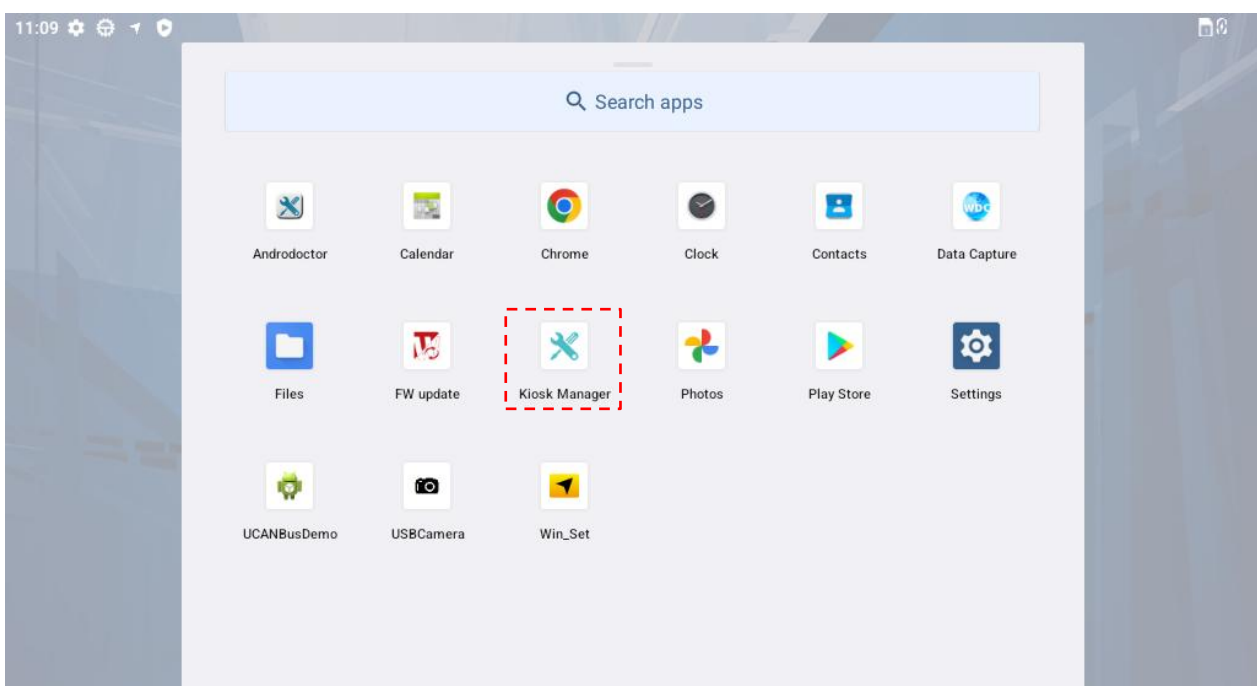 11:09
Search apps
Androdoctor Calendar Chrome Clock Contacts Data Capture
Files FW update Kiosk Manager Photos Play Store Settings
UCANBusDemo USBCamera Win_Set